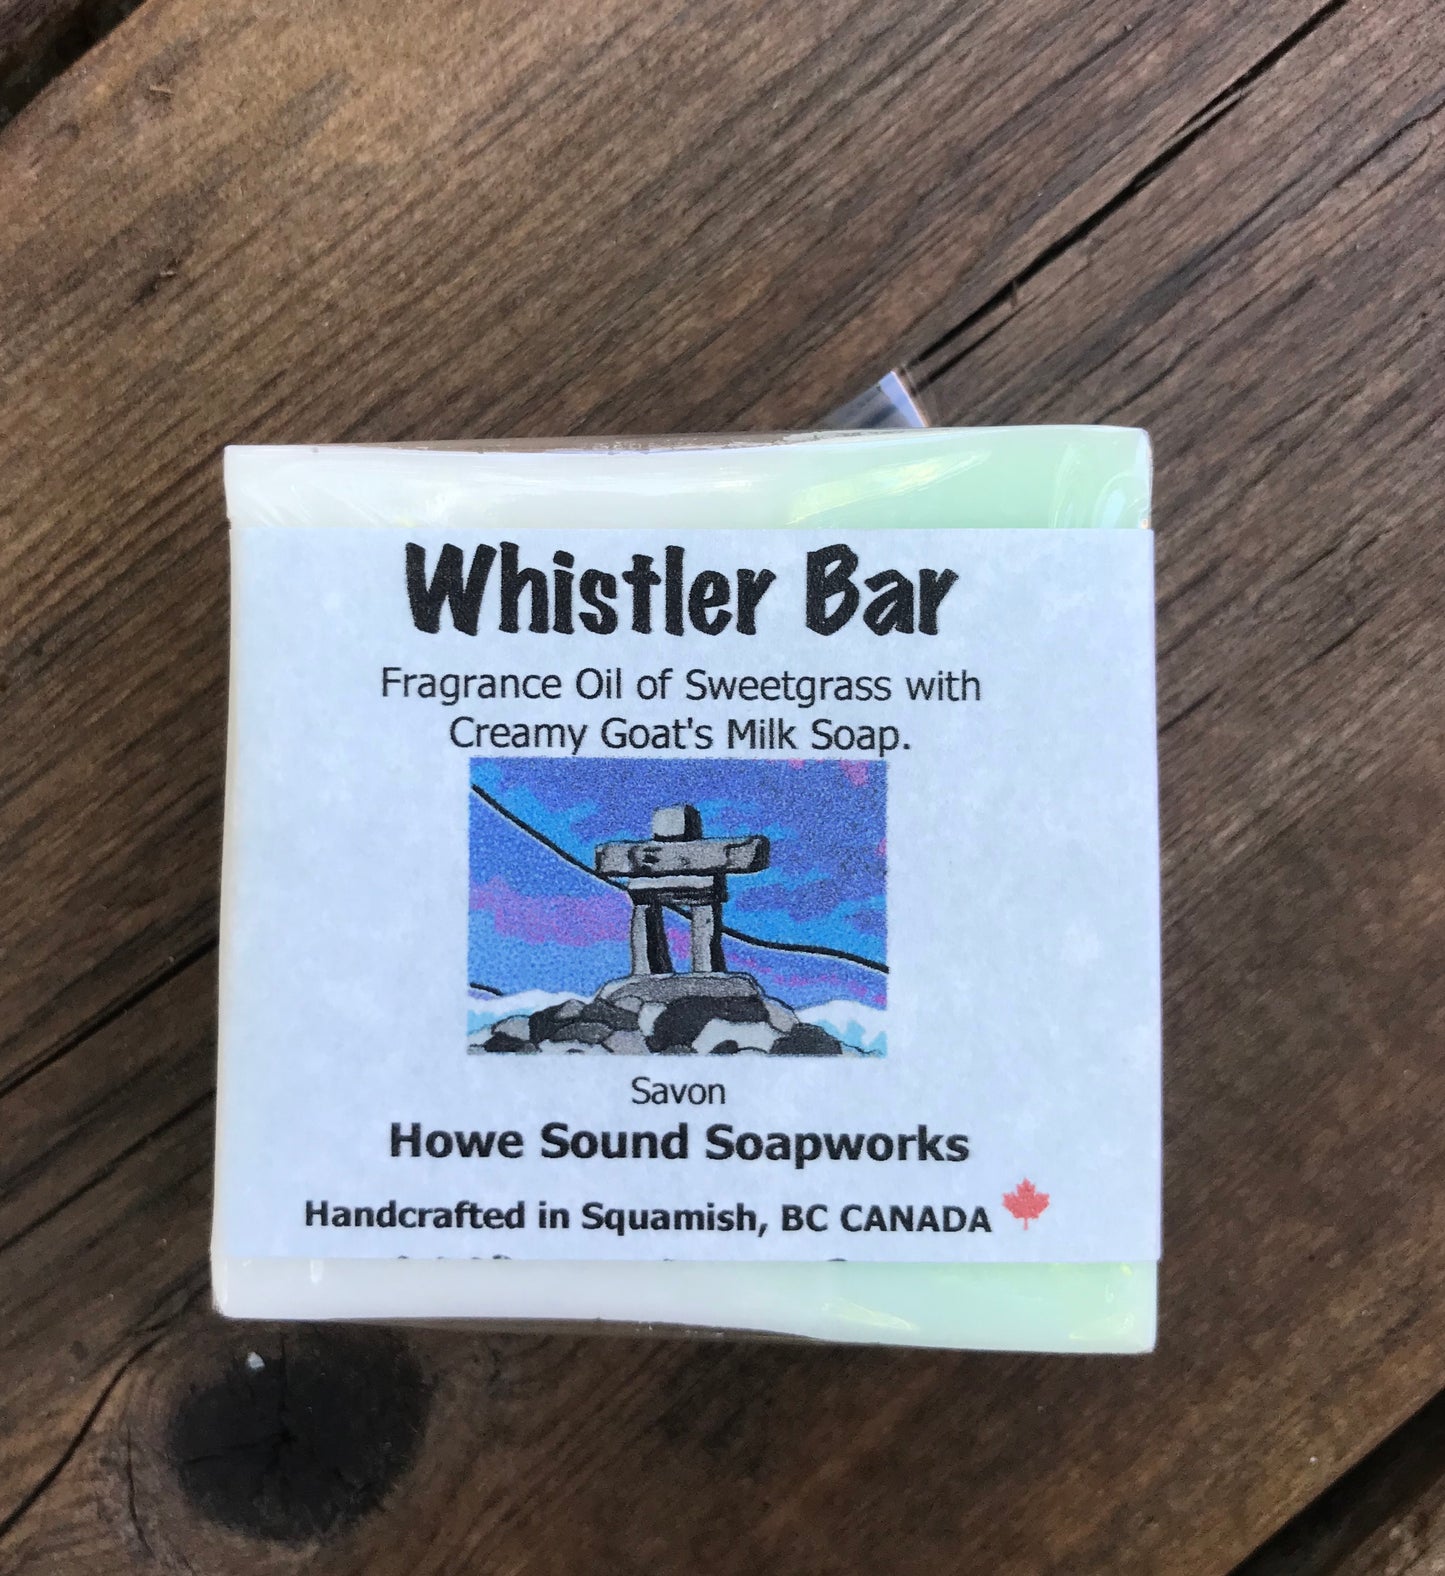 Whistler Bar
Fragrance Oil of Sweetgrass with
Creamy Goat's Milk Soap.
Savon
Howe Sound Soapworks
Handcrafted in Squamish, BC CANADA